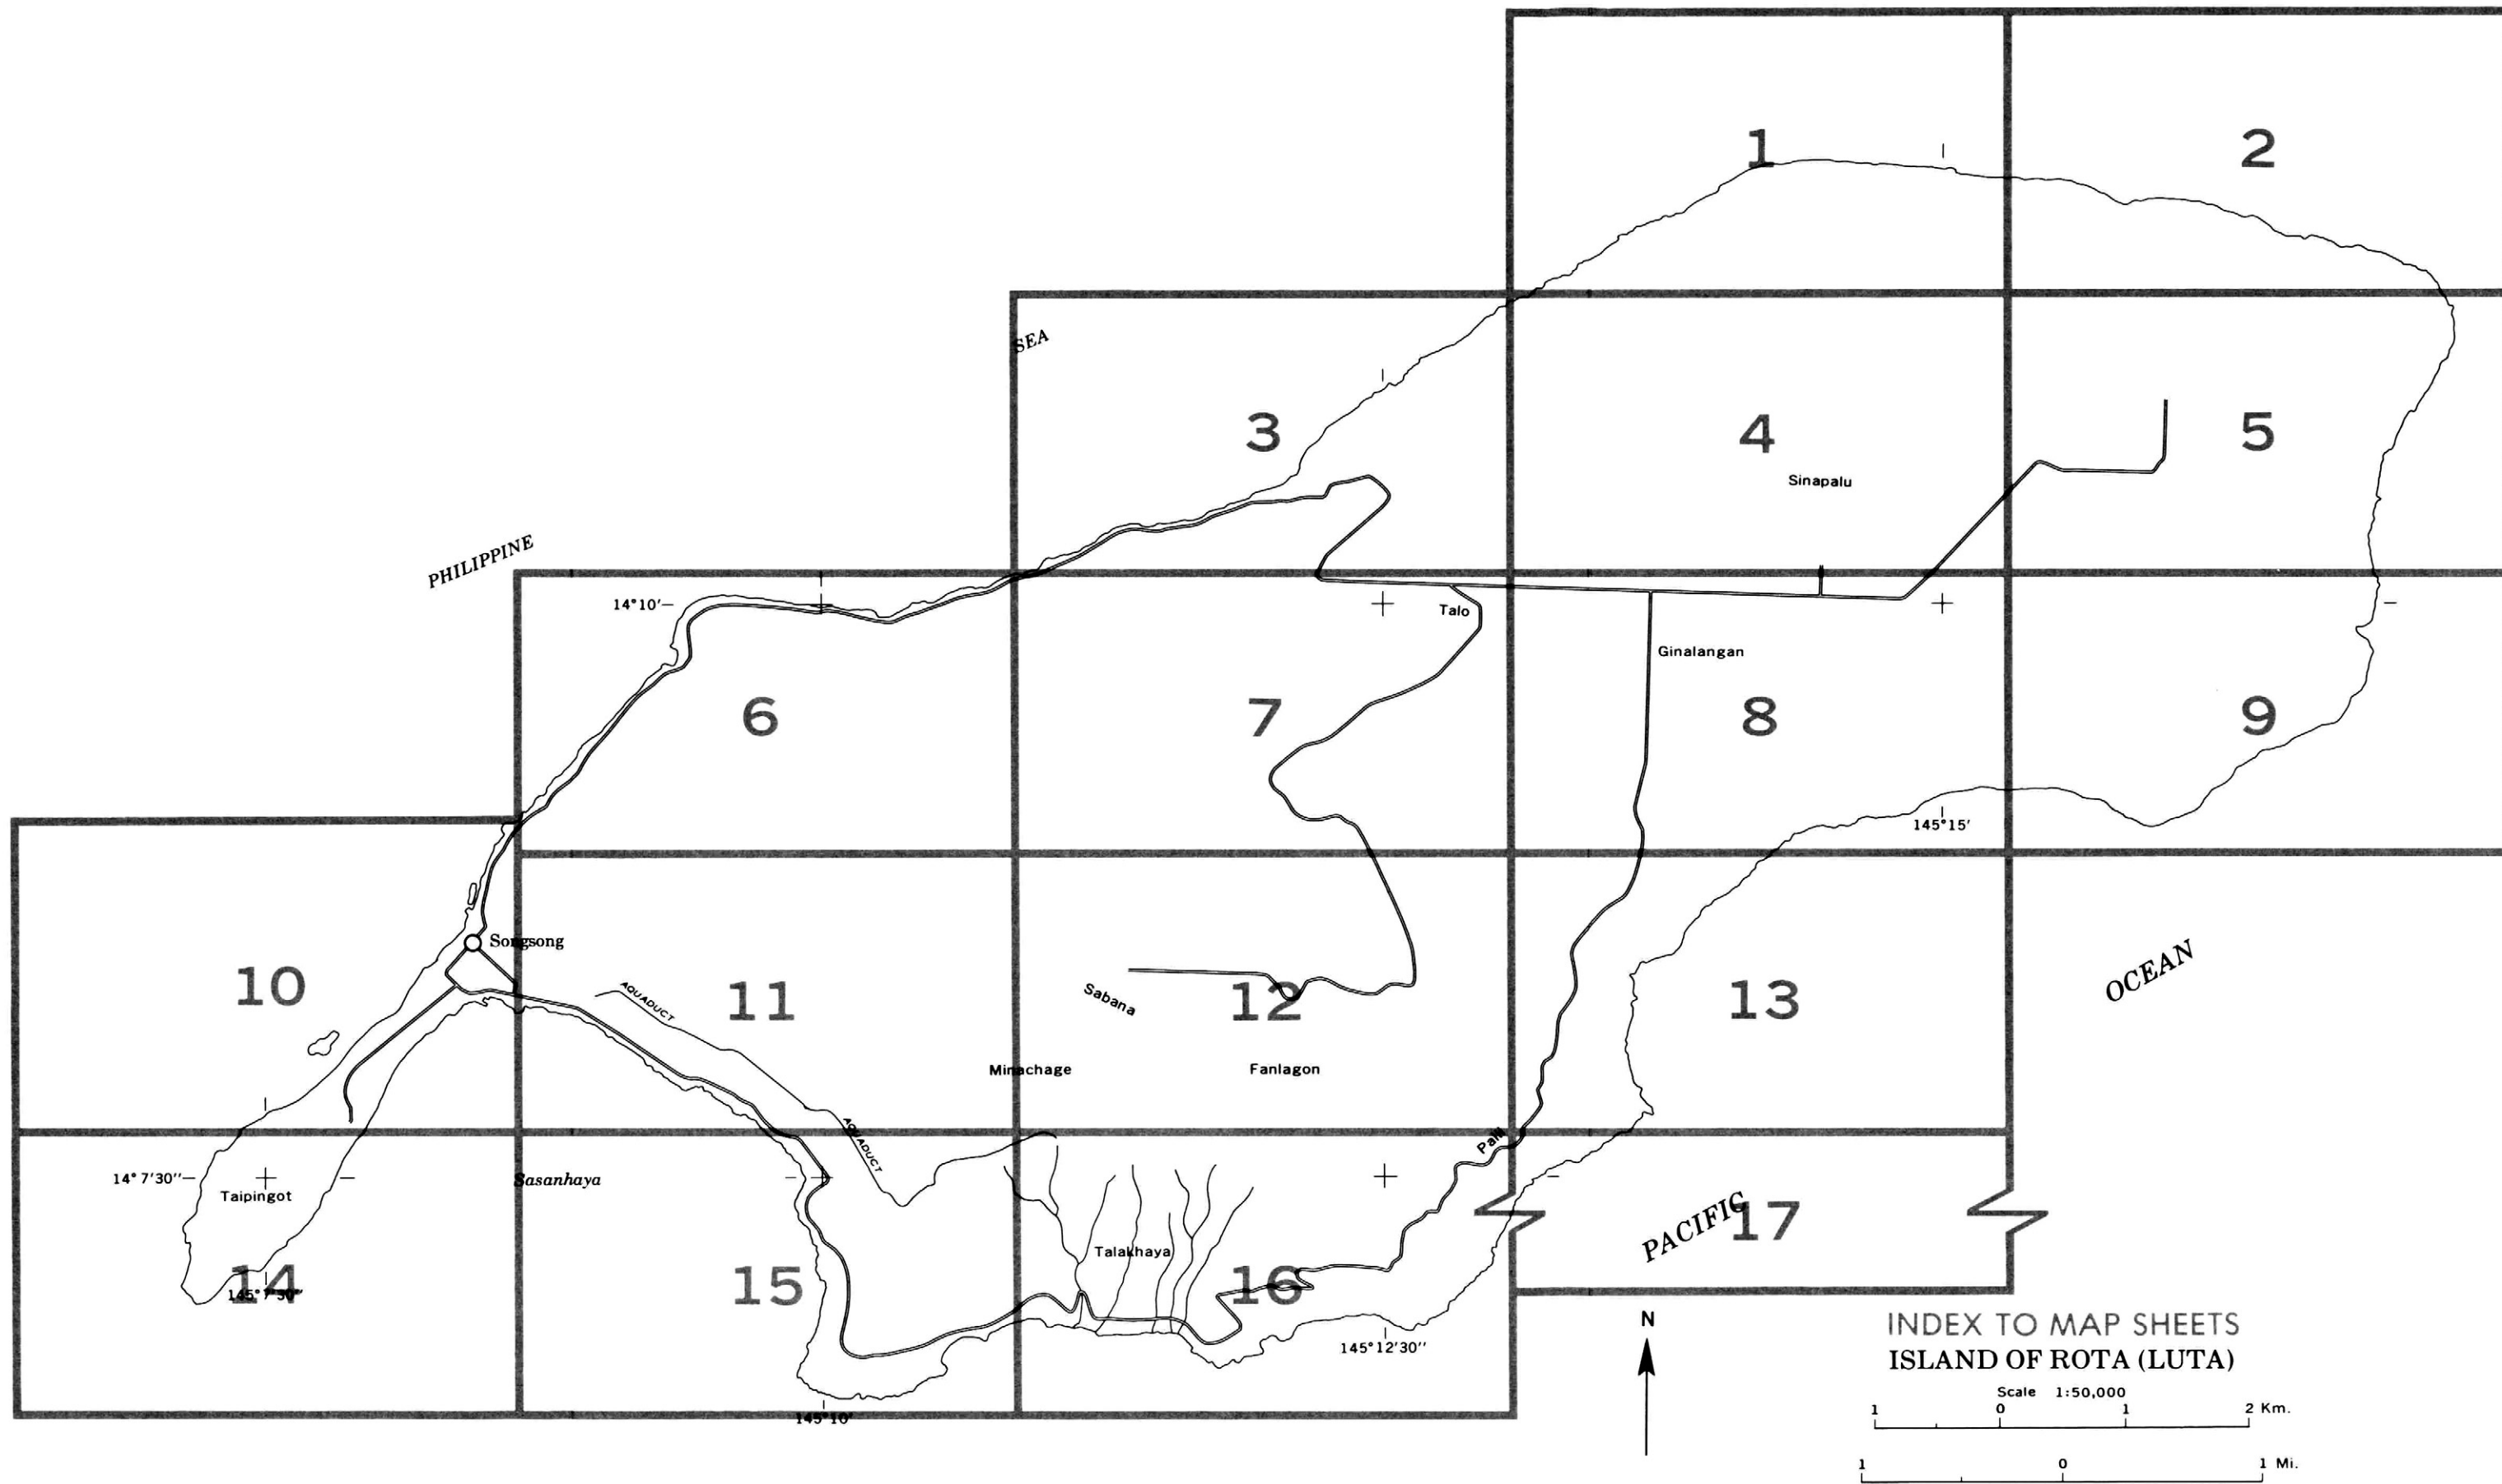 1
2
SEA
3
4
5
Sinapalu
PHILIPPINE
14°10'
Talo
Ginalangan
6
7
8
9
145°15'
Songsong
10
11
AQUADUCT
Sabana
12
13
OCEAN
Minachage
Fanlagon
AQUADUCT
14°7'30"
Taipingot
Sasanhaya
Talakhaya
PACIFIC
17
14
145°7'30"
15
16
145°12'30"
145°10'
N
INDEX TO MAP SHEETS
ISLAND OF ROTA (LUTA)
Scale 1:50,000
1 0 1 2 Km.
1 0 1 Mi.